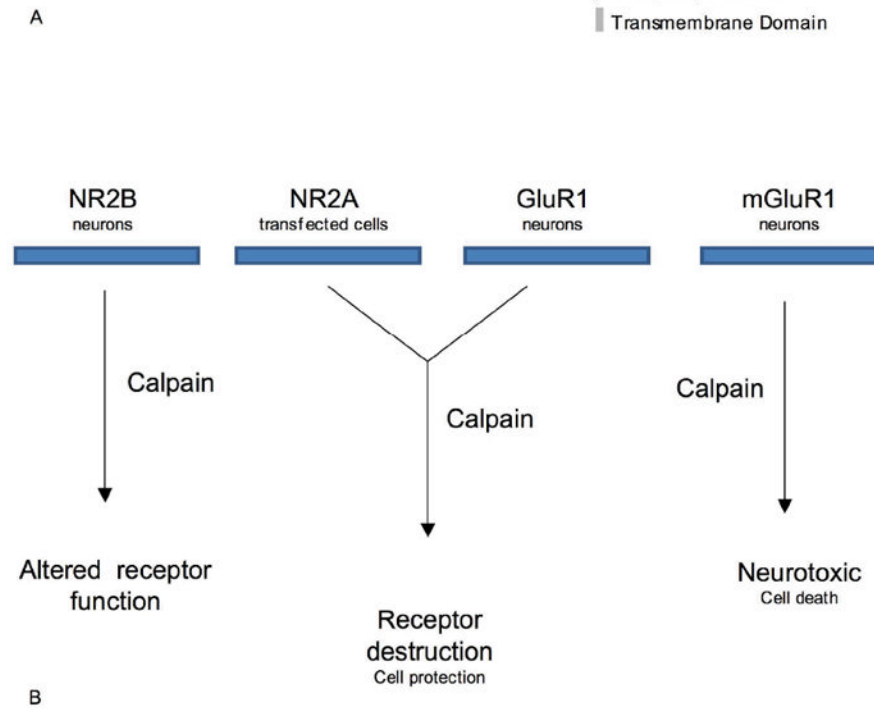 A
Transmembrane Domain
NR2B
neurons
NR2A
transfected cells
GluR1
neurons
mGluR1
neurons
Calpain
Calpain
Calpain
Altered receptor
function
Receptor
destruction
Cell protection
Neurotoxic
Cell death
B